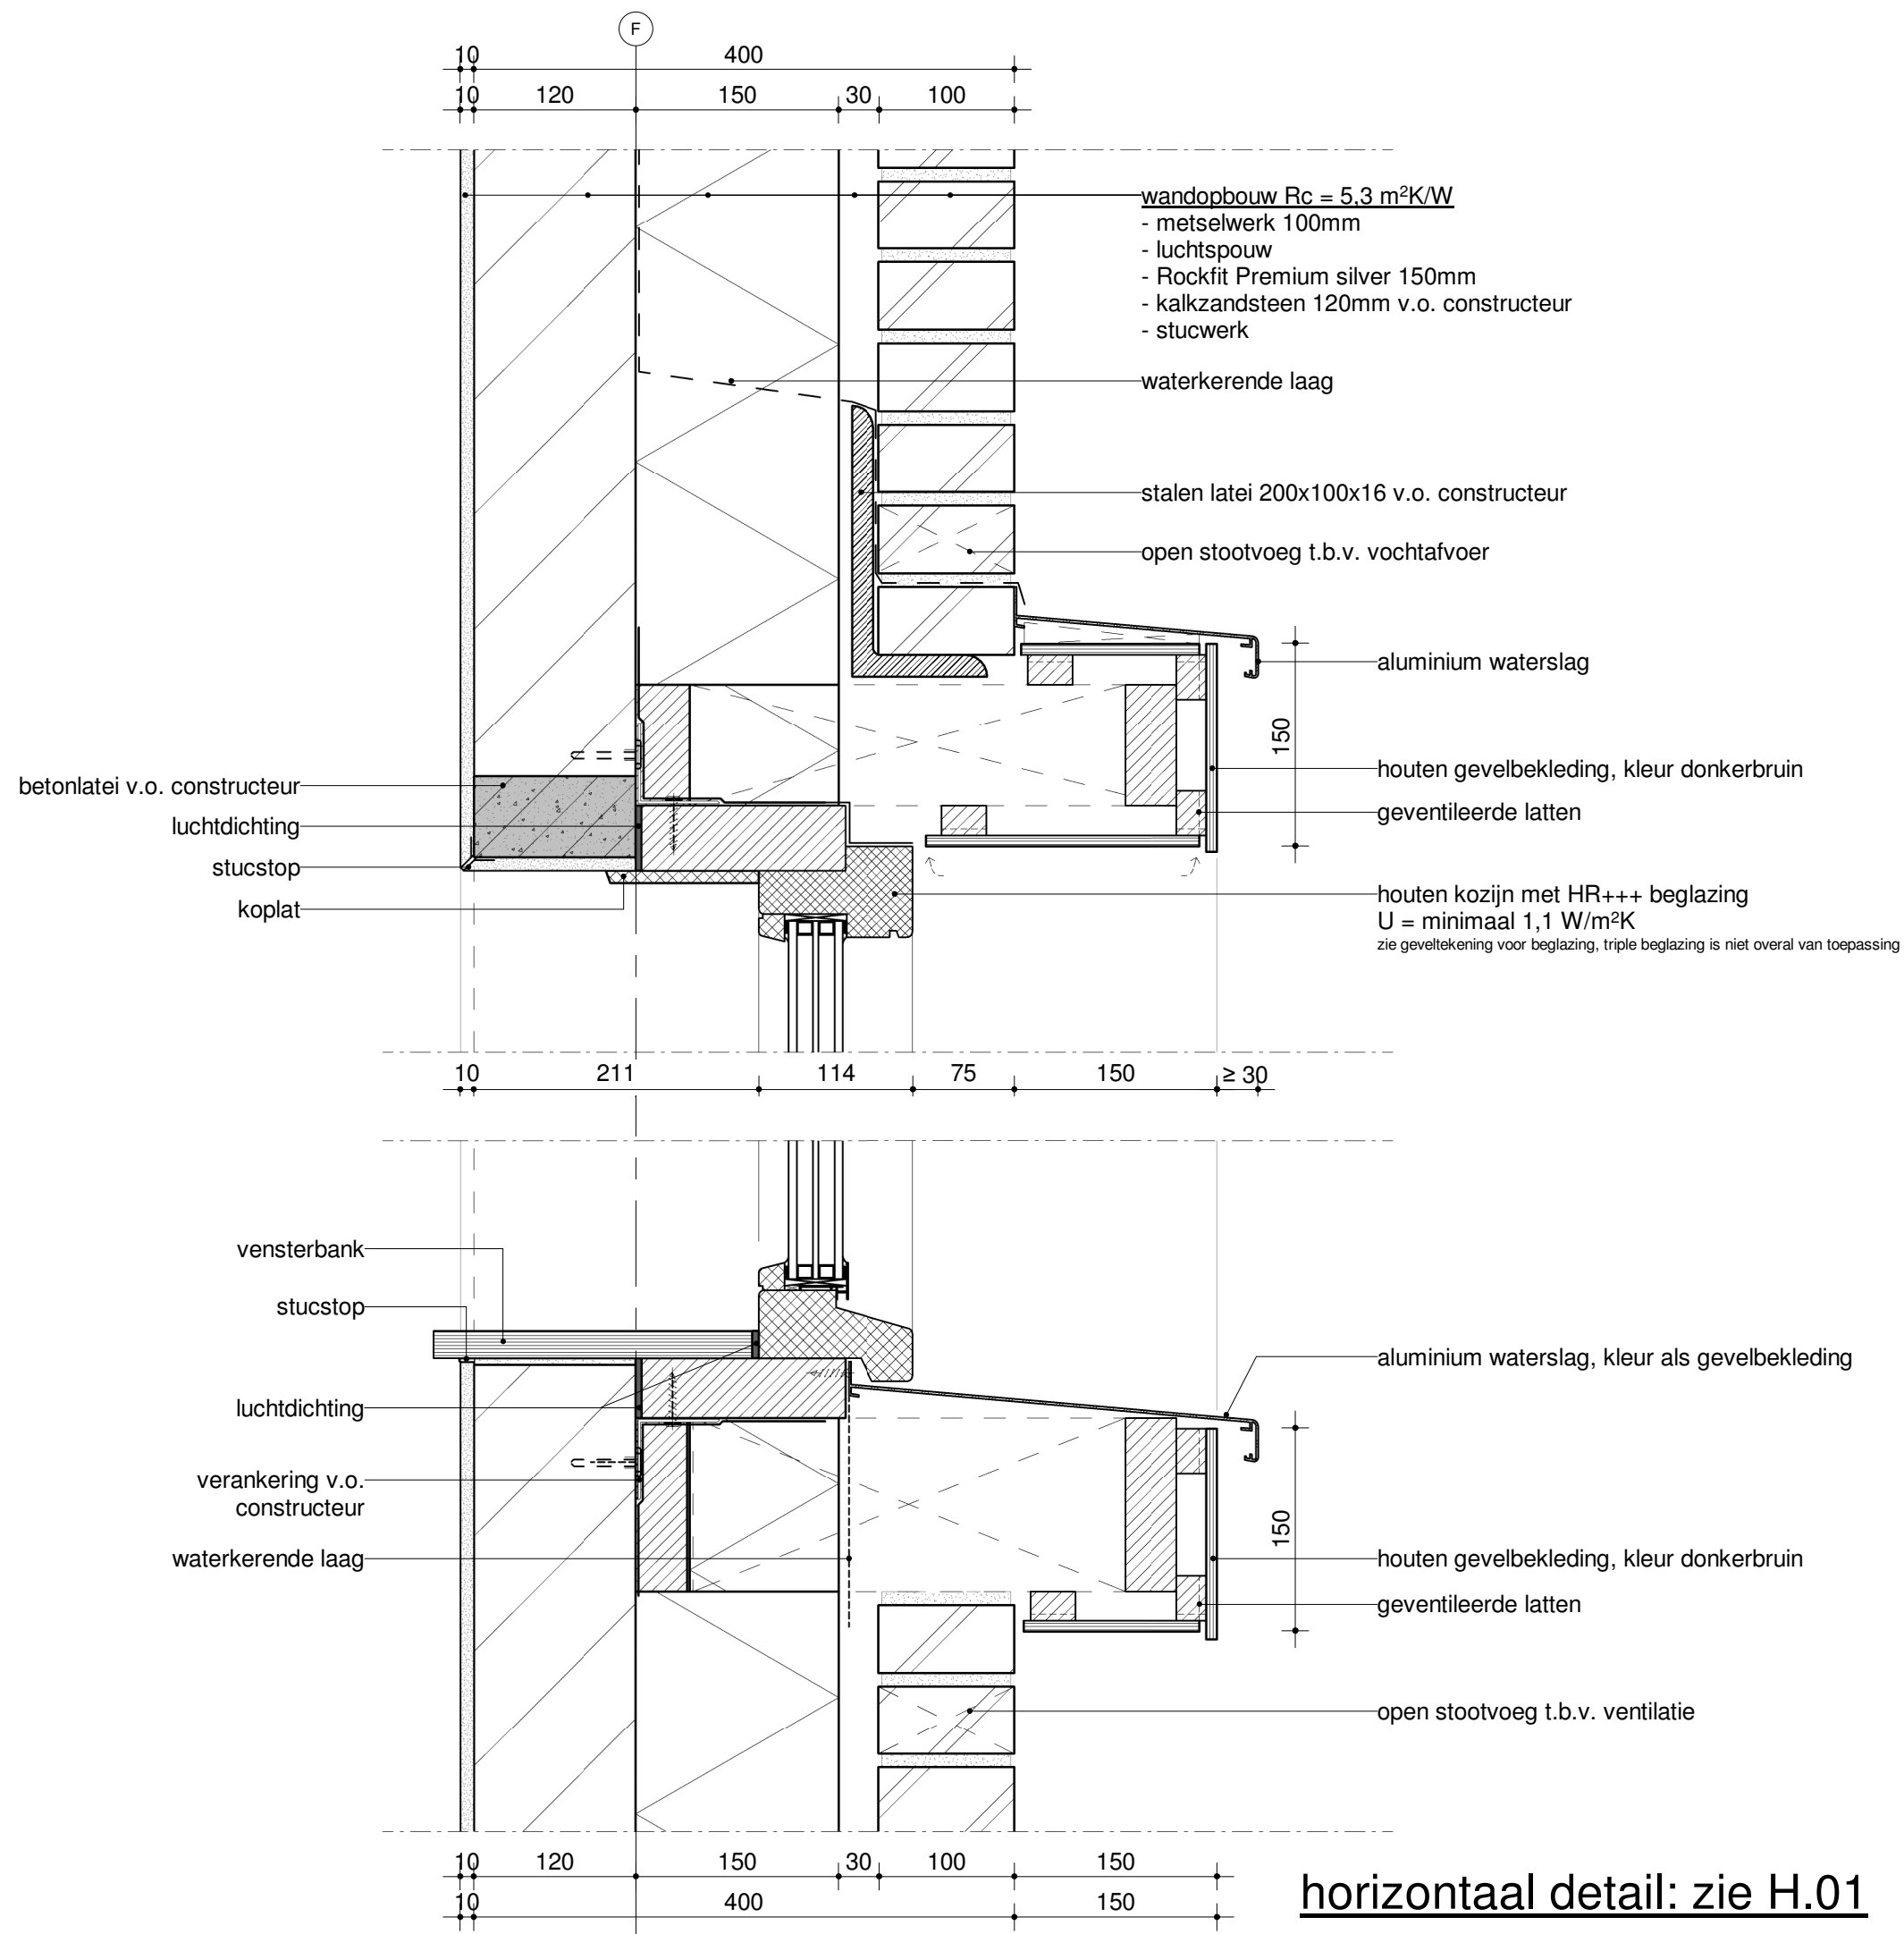 F
10 400
10 120 150 30 100
wandopbouw Rc = 5,3 m²K/W
- metselwerk 100mm
- luchtspouw
- Rockfit Premium silver 150mm
- kalkzandsteen 120mm v.o. constructeur
- stucwerk
waterkerende laag
stalen latei 200x100x16 v.o. constructeur
open stootvoeg t.b.v. vochtafvoer
aluminium waterslag
150
houten gevelbekleding, kleur donkerbruin
geventileerde latten
betonlatei v.o. constructeur
luchtdichting
stucstop
koplat
houten kozijn met HR+++ beglazing
U = minimaal 1,1 W/m²K
zie geveltekening voor beglazing, triple beglazing is niet overal van toepassing
10 211 114 75 150 ≥ 30
vensterbank
stucstop
luchtdichting
verankering v.o.
constructeur
waterkerende laag
aluminium waterslag, kleur als gevelbekleding
150
houten gevelbekleding, kleur donkerbruin
geventileerde latten
open stootvoeg t.b.v. ventilatie
10 120 150 30 100 150
10 400 150
horizontaal detail: zie H.01